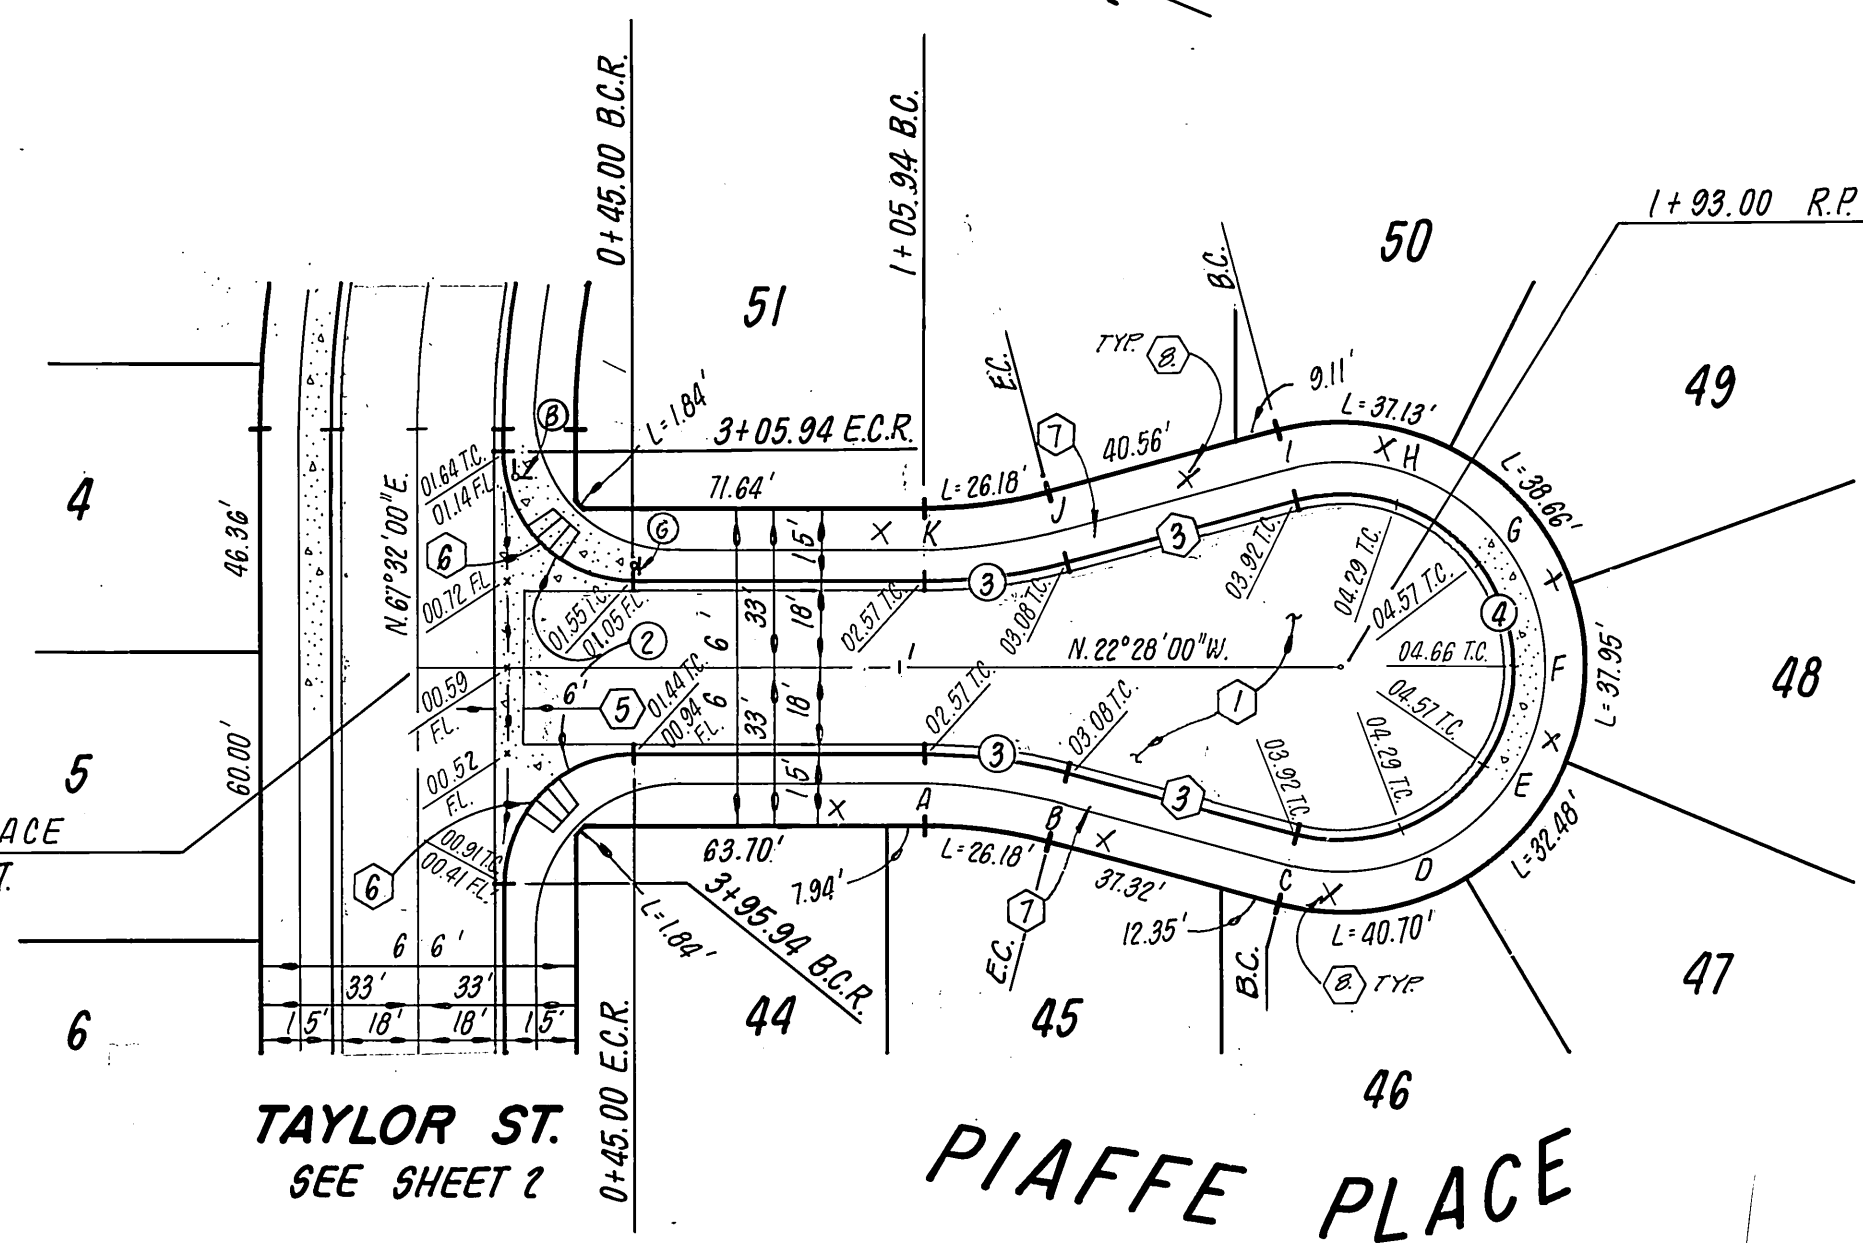 0+45.00 B.C.R.
1+05.94 B.C.
1+93.00 R.P.
50
51
49
B.C.
TYP.
8.
9.11'
L=37.13'
E.C.
7
40.56'
I
H
L=1.84'
B
3+05.94 E.C.R.
71.64'
L=26.18'
K
J
L=38.66'
G
4
46.36'
N.67°32'00"E.
01.64 T.C.
01.14 F.L.
6
00.72 F.L.
G
01.55 T.C.
01.05 F.L.
2
15'
33'
18'
6 6'
02.57 T.C.
3
03.08 T.C.
3
03.92 T.C.
04.29 T.C.
04.57 T.C.
4
04.66 T.C.
F
L=37.95'
48
N.22°28'00"W.
1
1
00.59
F.L.
6'
5
01.44 T.C.
00.94
F.L.
33'
18'
15'
02.57 T.C.
3
03.08 T.C.
3
03.92 T.C.
04.29 T.C.
04.57 T.C.
E
5
60.00'
00.52
F.L.
00.91 T.C.
00.41 F.L.
6
ACE
T.
63.70'
A
L=26.18'
B
7.94'
37.32'
C
D
L=32.48'
12.35'
L=40.70'
8.
TYP.
3+95.94 B.C.R.
L=1.84'
7
E.C.
B.C.
47
6 6'
33' 33'
15' 18' 18' 15'
6
44
45
46
0+45.00 E.C.R.
TAYLOR ST.
SEE SHEET 2
PIAFFE PLACE